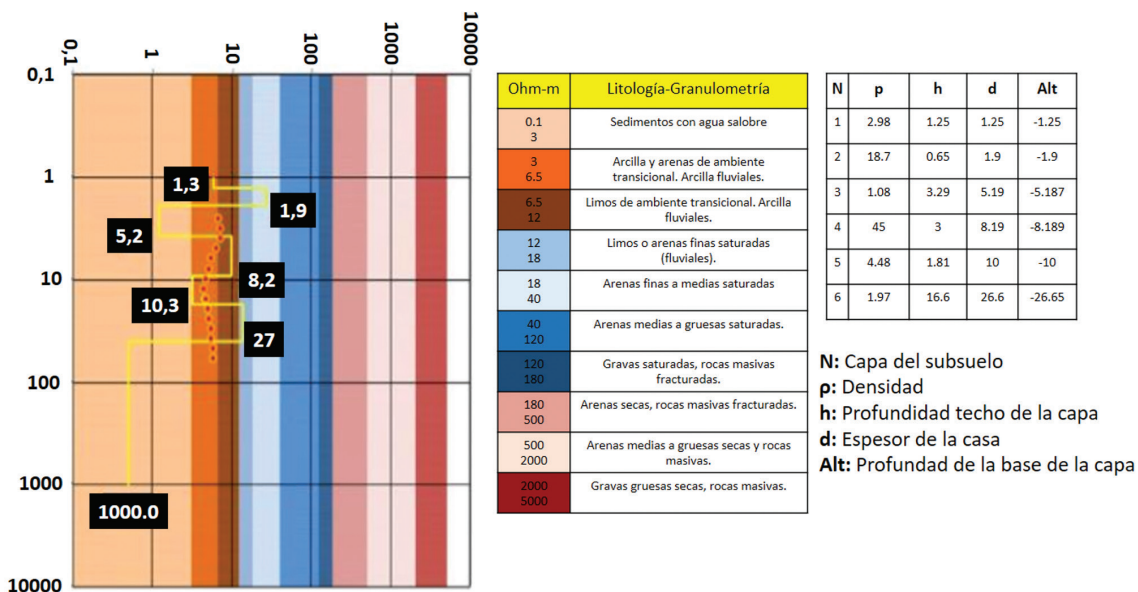 0,1
1
10
100
1000
10000
0,1
1
10
100
1000
10000
1,3
1,9
5,2
8,2
10,3
27
1000.0
Ohm-m Litología-Granulometría
0.1
3
Sedimentos con agua salobre
3
6.5
Arcilla y arenas de ambiente
transicional. Arcilla fluviales.
6.5
12
Limos de ambiente transicional. Arcilla
fluviales.
12
18
Limos o arenas finas saturadas
(fluviales).
18
40
Arenas finas a medias saturadas
40
120
Arenas medias a gruesas saturadas.
120
180
Gravas saturadas, rocas masivas
fracturadas.
180
500
Arenas secas, rocas masivas fracturadas.
500
2000
Arenas medias a gruesas secas y rocas
masivas.
2000
5000
Gravas gruesas secas, rocas masivas.
N p h d Alt
1 2.98 1.25 1.25 -1.25
2 18.7 0.65 1.9 -1.9
3 1.08 3.29 5.19 -5.187
4 45 3 8.19 -8.189
5 4.48 1.81 10 -10
6 1.97 16.6 26.6 -26.65
N: Capa del subsuelo
ρ: Densidad
h: Profundidad techo de la capa
d: Espesor de la casa
Alt: Profundad de la base de la capa